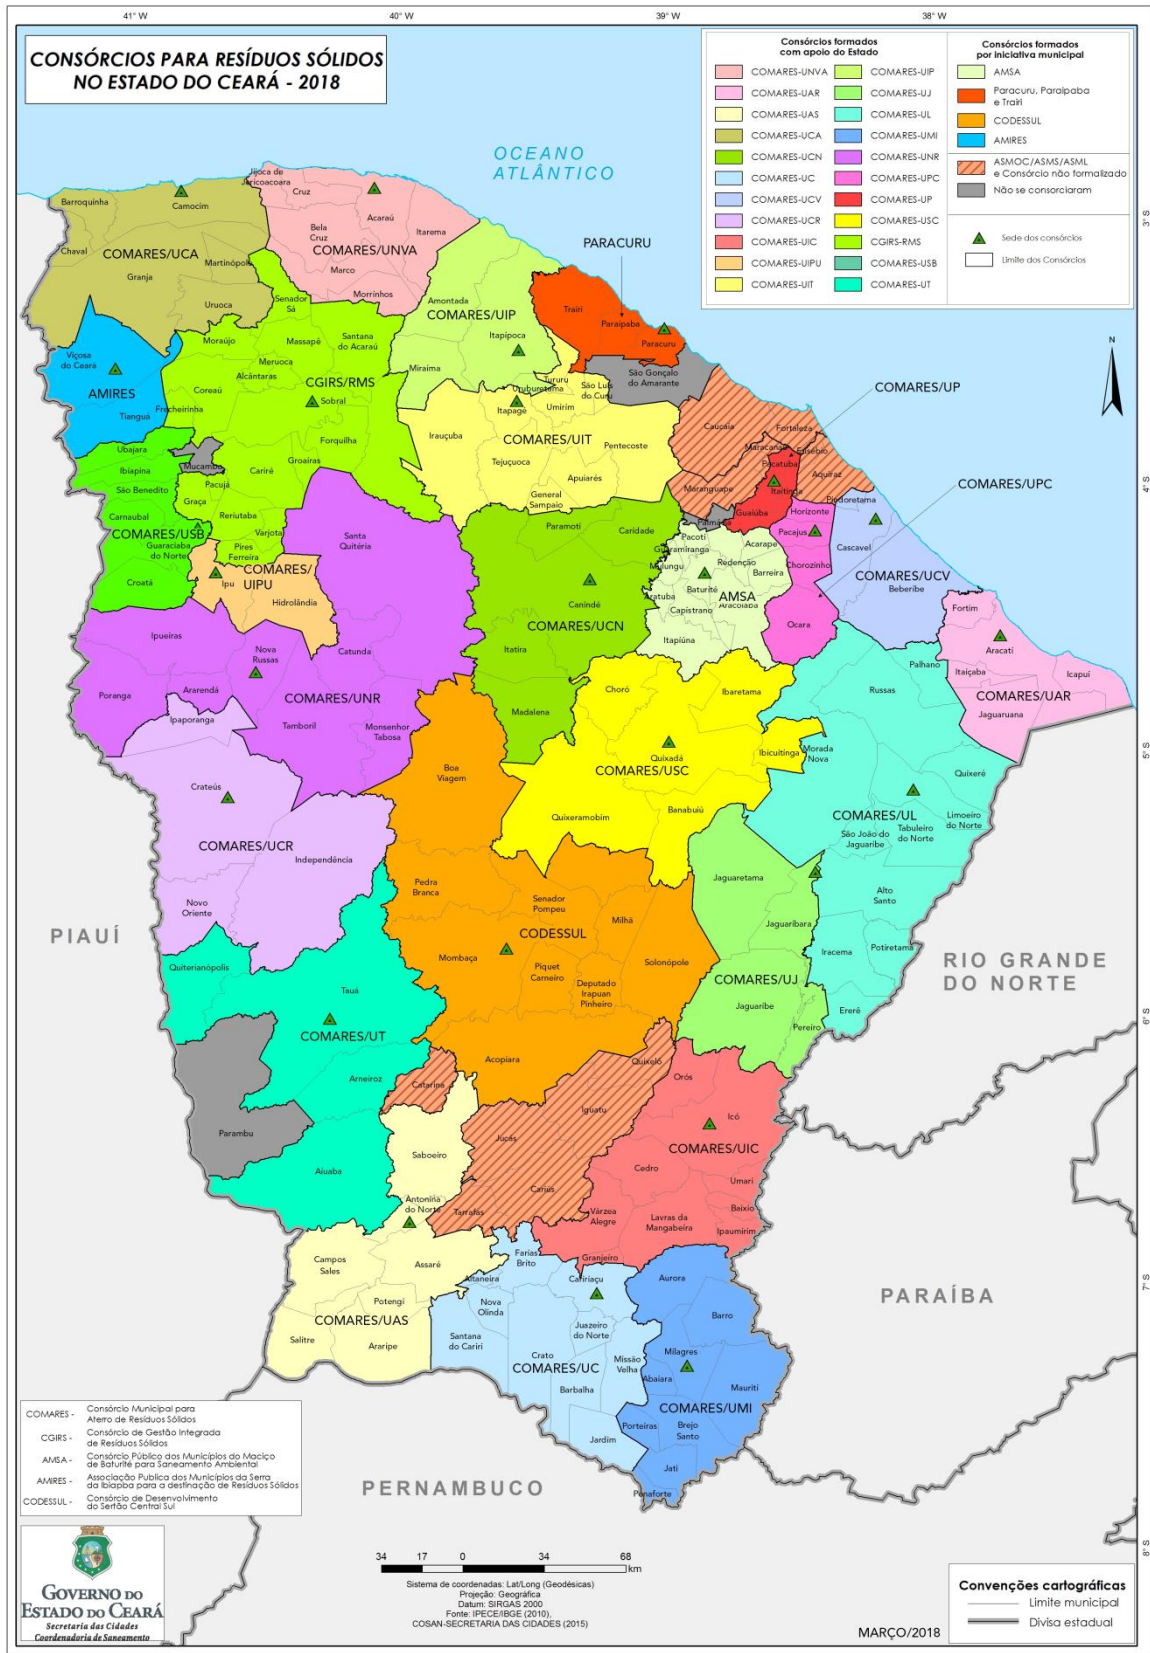 41° W
40° W
39° W
38° W
CONSÓRCIOS PARA RESÍDUOS SÓLIDOS
NO ESTADO DO CEARÁ - 2018
Consórcios formados
com apoio do Estado
COMARES-UNVA
COMARES-UAR
COMARES-UAS
COMARES-UCA
COMARES-UCN
COMARES-UC
COMARES-UCV
COMARES-UCR
COMARES-UIC
COMARES-UIPU
COMARES-UIT
COMARES-UIP
COMARES-UJ
COMARES-UL
COMARES-UMI
COMARES-UNR
COMARES-UPC
COMARES-UP
COMARES-USC
CGIRS-RMS
COMARES-USB
COMARES-UT
Consórcios formados
por iniciativa municipal
AMSA
Paracuru, Paraipaba
e Trairi
CODESSUL
AMIRES
ASMOC/ASMS/ASML
e Consórcio não formalizado
Não se consorciaram
Sede dos consórcios
Limite dos Consórcios
OCEANO
ATLÂNTICO
N
3° S
4° S
5° S
6° S
7° S
8° S
Jijoca de
Jericoacoara
Cruz
Barroquinha
Camocim
Acaraú
Bela
Cruz
Itarema
COMARES/UNVA
Chaval
COMARES/UCA
Martinópole
Granja
Marco
Morrinhos
Uruoca
Senador
Sá
PARACURU
Amontada
COMARES/UIP
Itapipoca
Miraíma
Trairí
Paraipaba
Paracuru
Moraújo
Massapê
Santana
do Acaraú
Viçosa
do Ceará
Meruoca
Alcântaras
CGIRS/RMS
AMIRES
Coreaú
Sobral
Frecheirinha
Tianguá
Forquilha
Uruburetama
Tururu
São Luis
do Curu
São Gonçalo
do Amarante
Itapagé
Umirim
Irauçuba
COMARES/UIT
Pentecoste
Tejuçuoca
Apuiarés
General
Sampaio
COMARES/UP
COMARES/UPC
Caucaia
Fortaleza
Maracanaú
Eusébio
Pacatuba
Aquiraz
Maranguape
Itaitinga
Guaiúba
Palmácia
Ubajara
Ibiapina
Mucambo
Groaíras
Cariré
São Benedito
Pacujá
Graça
Carnaubal
Reriutaba
Varjota
COMARES/USB
Guaraciaba
do Norte
Pires
Ferreira
Croatá
COMARES/
UIPU
Ipu
Hidrolândia
Santa
Quitéria
Paramoti
Caridade
Canindé
COMARES/UCN
Itatira
Madalena
Pacoti
Guaramiranga
Mulungu
Acarape
Redenção
Barreira
Aratuba
Baturité
AMSA
Capistrano
Aracoiaba
Itapiúna
Horizonte
Pacajus
Chorozinho
Ocara
Pindoretama
Cascavel
COMARES/UCV
Beberibe
Fortim
Aracati
Itaiçaba
Icapuí
COMARES/UAR
Jaguaruana
Ipueiras
Nova
Russas
Catunda
Poranga
Ararendá
COMARES/UNR
Ipaporanga
Tamboril
Monsenhor
Tabosa
Choró
Ibaretama
Quixadá
COMARES/USC
Ibicuitinga
Quixeramobim
Banabuiú
Palhano
Russas
Morada
Nova
Quixeré
COMARES/UL
Limoeiro
do Norte
Tabuleiro
do Norte
São João do
Jaguaribe
Alto
Santo
Iracema
Potiretama
Ererê
Crateús
COMARES/UCR
Independência
Novo
Oriente
Boa
Viagem
Pedra
Branca
Senador
Pompeu
Milhã
CODESSUL
Mombaça
Piquet
Carneiro
Solonópole
Deputado
Irapuan
Pinheiro
Acopiara
Jaguaretama
Jaguaribara
COMARES/UJ
Jaguaribe
Pereiro
PIAUÍ
RIO GRANDE
DO NORTE
Quiterianópolis
Tauá
COMARES/UT
Arneiroz
Parambu
Aiuaba
Catarina
Quixelô
Iguatu
Jucás
Cariús
Tarrafas
Orós
Icó
COMARES/UIC
Cedro
Umari
Baixio
Várzea
Alegre
Lavras da
Mangabeira
Ipaumirim
Granjeiro
Saboeiro
Antonina
do Norte
Campos
Sales
Assaré
Potengi
COMARES/UAS
Salitre
Araripe
Farias
Brito
Altaneira
Caririaçu
Nova
Olinda
Juazeiro
do Norte
Santana
do Cariri
Crato
COMARES/UC
Missão
Velha
Barbalha
Jardim
Aurora
Barro
Milagres
Abaiara
Mauriti
COMARES/UMI
Porteiras
Brejo
Santo
Jati
Penaforte
PARAÍBA
PERNAMBUCO
COMARES - Consórcio Municipal para
Aterro de Resíduos Sólidos
CGIRS - Consórcio de Gestão Integrada
de Resíduos Sólidos
AMSA - Consórcio Público dos Municípios do Maciço
de Baturité para Saneamento Ambiental
AMIRES - Associação Publica dos Municípios da Serra
da Ibiapba para a destinação de Resíduos Sólidos
CODESSUL - Consórcio de Desenvolvimento
do Sertão Central Sul
GOVERNO DO
ESTADO DO CEARÁ
Secretaria das Cidades
Coordenadoria de Saneamento
34 17 0 34 68
km
Sistema de coordenadas: Lat/Long (Geodésicas)
Projeção: Geográfica
Datum: SIRGAS 2000
Fonte: IPECE/IBGE (2010),
COSAN-SECRETARIA DAS CIDADES (2015)
MARÇO/2018
Convenções cartográficas
Limite municipal
Divisa estadual